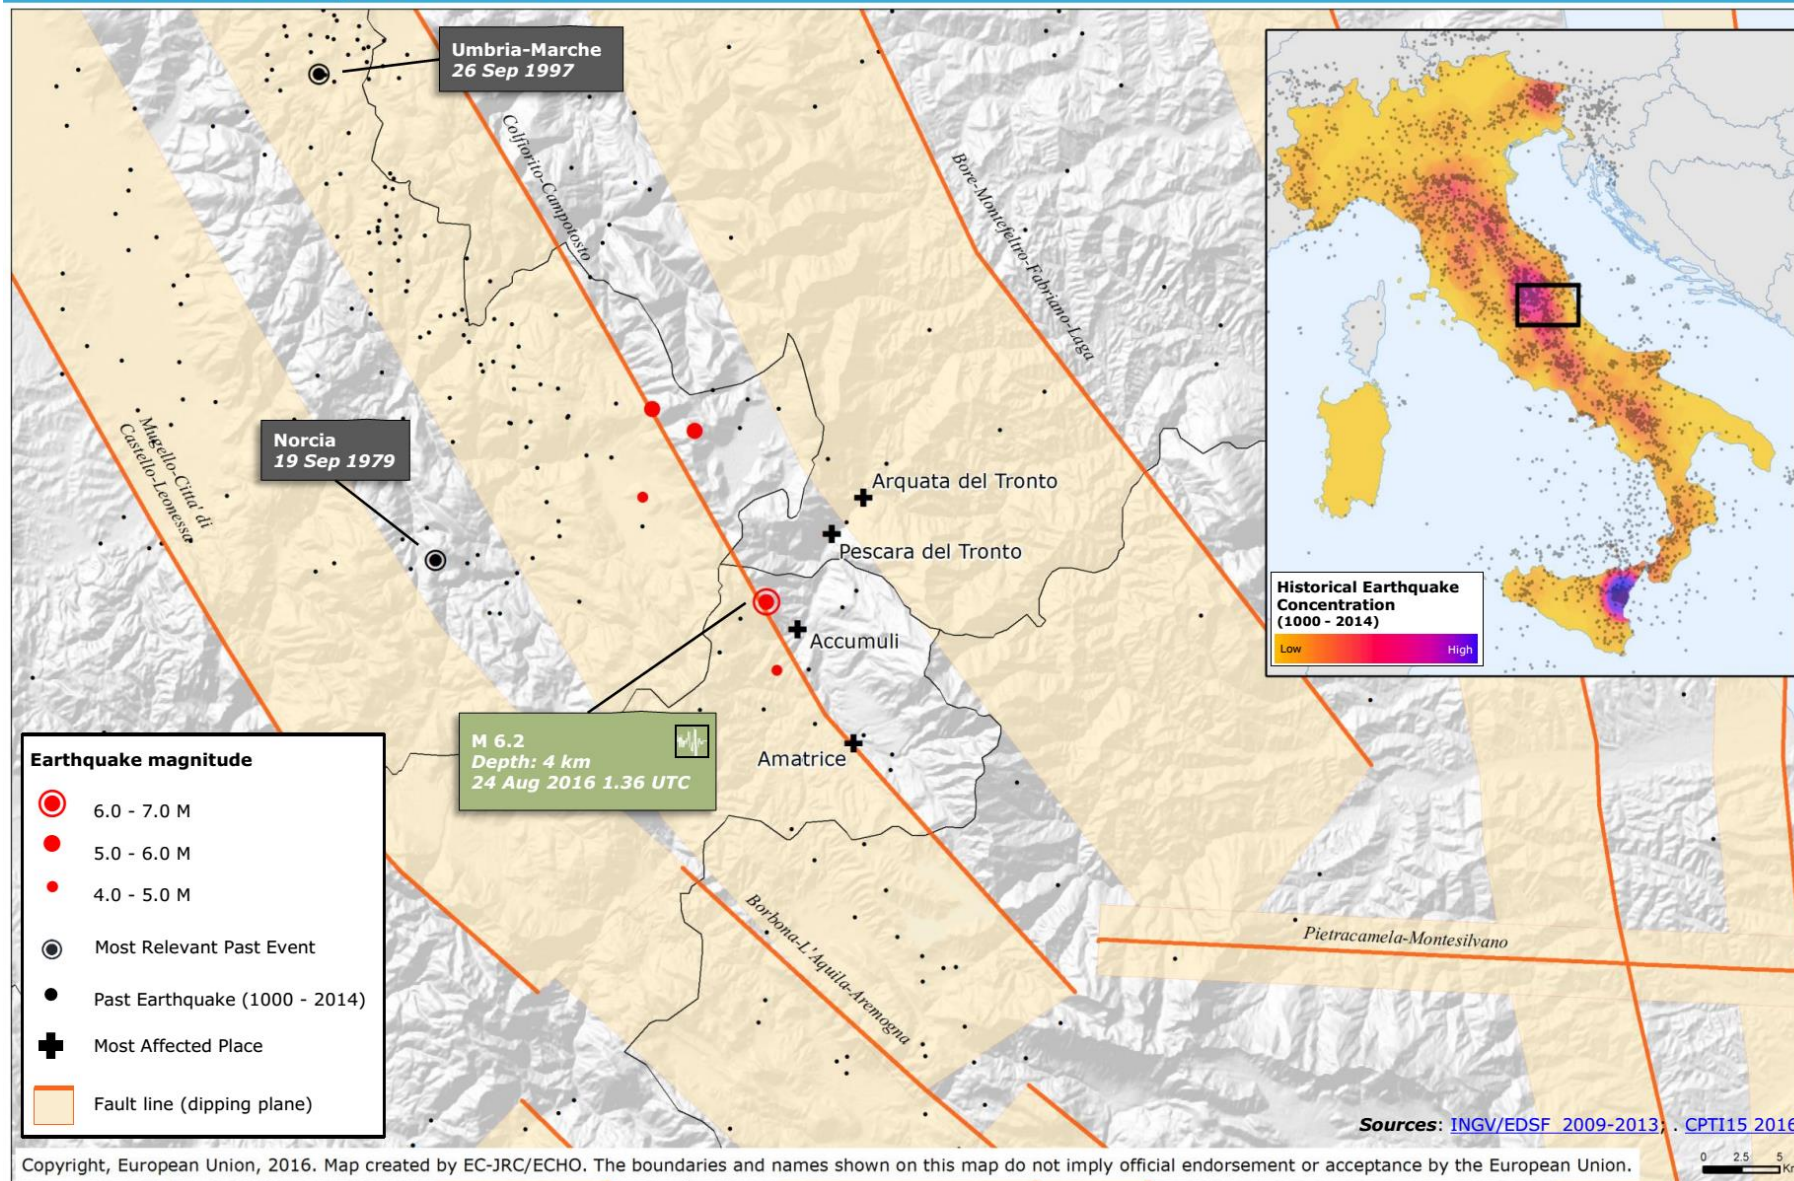 Umbria-Marche
26 Sep 1997
Colfiorito-Campotosto
Bore-Montefeltro-Fabriano-Laga
Mugello-Citta' di
Castello-Leonessa
Norcia
19 Sep 1979
Arquata del Tronto
Pescara del Tronto
Accumuli
M 6.2
Depth: 4 km
24 Aug 2016 1.36 UTC
Amatrice
Borbona-L'Aquila-Aremogna
Pietracamela-Montesilvano
Historical Earthquake
Concentration
(1000 - 2014)
Low
High
Earthquake magnitude
6.0 - 7.0 M
5.0 - 6.0 M
4.0 - 5.0 M
Most Relevant Past Event
Past Earthquake (1000 - 2014)
Most Affected Place
Fault line (dipping plane)
Sources: INGV/EDSF 2009-2013; . CPTI15 2016
Copyright, European Union, 2016. Map created by EC-JRC/ECHO. The boundaries and names shown on this map do not imply official endorsement or acceptance by the European Union.
0 2.5 5
Km